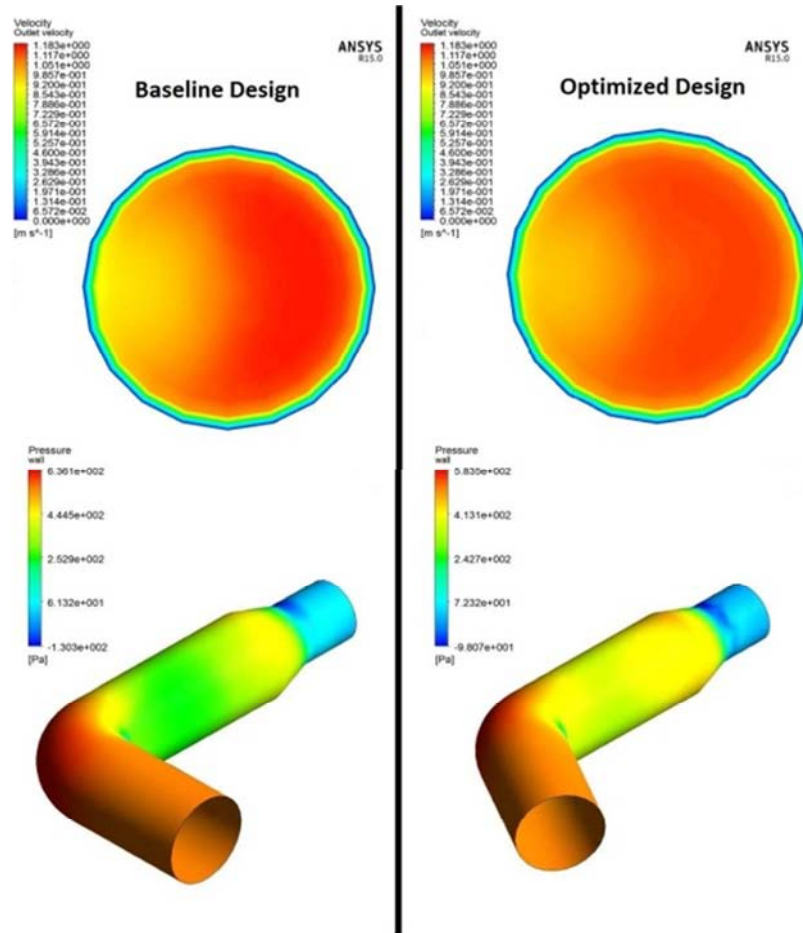 Velocity
Outlet velocity
1.183e+000
1.117e+000
1.051e+000
9.857e-001
9.200e-001
8.543e-001
7.886e-001
7.229e-001
6.572e-001
5.914e-001
5.257e-001
4.600e-001
3.943e-001
3.286e-001
2.629e-001
1.971e-001
1.314e-001
6.572e-002
0.000e+000
[m s^-1]
ANSYS
R15.0
Baseline Design
Pressure
wall
6.361e+002
4.445e+002
2.529e+002
6.132e+001
-1.303e+002
[Pa]
Velocity
Outlet velocity
1.183e+000
1.117e+000
1.051e+000
9.857e-001
9.200e-001
8.543e-001
7.886e-001
7.229e-001
6.572e-001
5.914e-001
5.257e-001
4.600e-001
3.943e-001
3.286e-001
2.629e-001
1.971e-001
1.314e-001
6.572e-002
0.000e+000
[m s^-1]
ANSYS
R15.0
Optimized Design
Pressure
wall
5.835e+002
4.131e+002
2.427e+002
7.232e+001
-9.807e+001
[Pa]